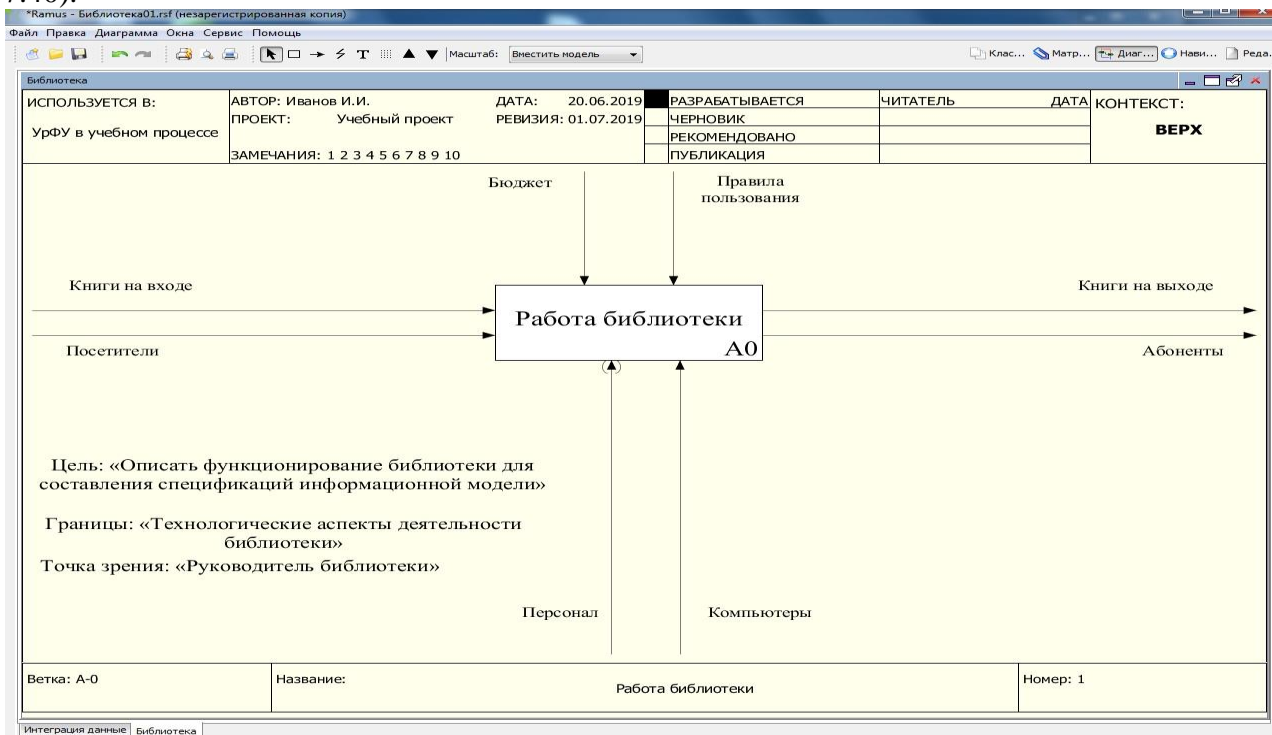 7.40).
*Ramus - Библиотека01.rsf (незарегистрированная копия)
Файл Правка Диаграмма Окна Сервис Помощь
Масштаб: Вместить модель Клас... Матр... Диаг... Нави... Реда.
Библиотека
ИСПОЛЬЗУЕТСЯ В:
УрФУ в учебном процессе
АВТОР: Иванов И.И.
ПРОЕКТ: Учебный проект
ЗАМЕЧАНИЯ: 1 2 3 4 5 6 7 8 9 10
ДАТА: 20.06.2019
РЕВИЗИЯ: 01.07.2019
РАЗРАБАТЫВАЕТСЯ
ЧЕРНОВИК
РЕКОМЕНДОВАНО
ПУБЛИКАЦИЯ
ЧИТАТЕЛЬ ДАТА
КОНТЕКСТ:
ВЕРХ
Бюджет
Правила
пользования
Книги на входе
Посетители
Работа библиотеки
A0
Книги на выходе
Абоненты
Цель: «Описать функционирование библиотеки для
составления спецификаций информационной модели»
Границы: «Технологические аспекты деятельности
библиотеки»
Точка зрения: «Руководитель библиотеки»
Персонал
Компьютеры
Ветка: A-0
Название:
Работа библиотеки
Номер: 1
Интеграция данные Библиотека